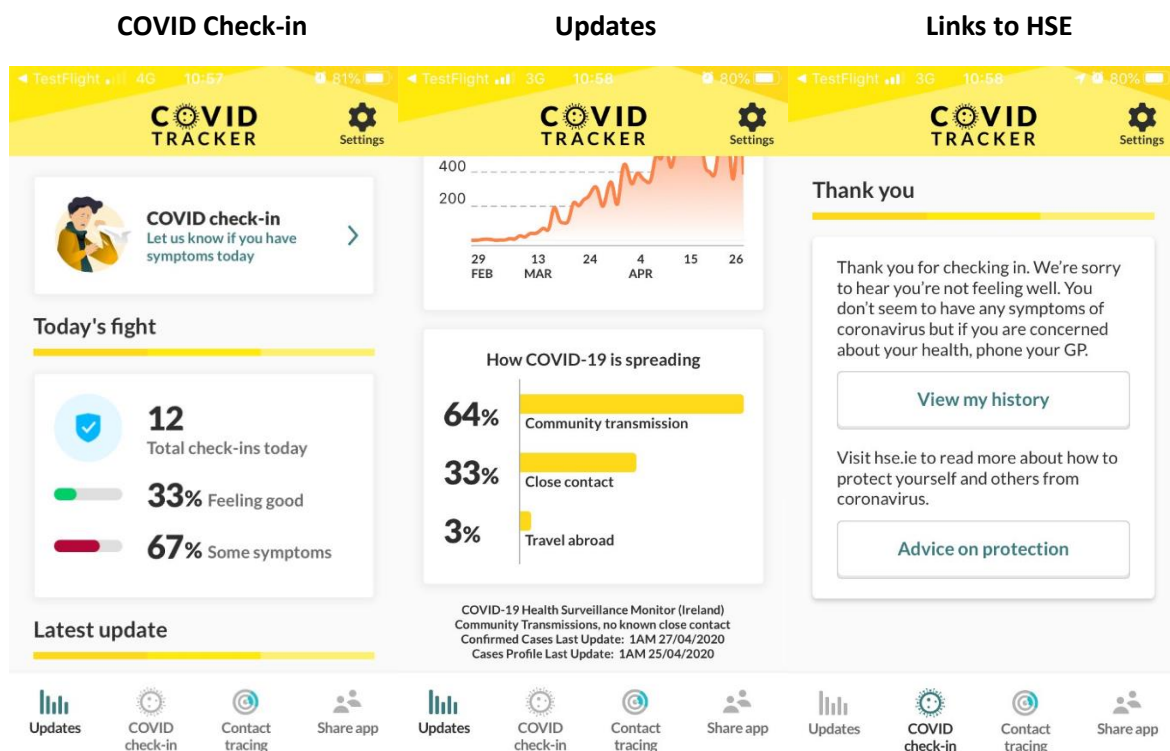 COVID Check-in
Updates
Links to HSE
TestFlight 4G 10:57 81%
COVID
TRACKER
Settings
COVID check-in
Let us know if you have
symptoms today
Today's fight
12
Total check-ins today
33% Feeling good
67% Some symptoms
Latest update
Updates
COVID
check-in
Contact
tracing
Share app
TestFlight 3G 10:58 80%
COVID
TRACKER
Settings
400
200
29
FEB
13
MAR
24
4
APR
15
26
How COVID-19 is spreading
64%
Community transmission
33%
Close contact
3%
Travel abroad
COVID-19 Health Surveillance Monitor (Ireland)
Community Transmissions, no known close contact
Confirmed Cases Last Update: 1AM 27/04/2020
Cases Profile Last Update: 1AM 25/04/2020
Updates
COVID
check-in
Contact
tracing
Share app
TestFlight 3G 10:58 80%
COVID
TRACKER
Settings
Thank you
Thank you for checking in. We're sorry
to hear you're not feeling well. You
don't seem to have any symptoms of
coronavirus but if you are concerned
about your health, phone your GP.
View my history
Visit hse.ie to read more about how to
protect yourself and others from
coronavirus.
Advice on protection
Updates
COVID
check-in
Contact
tracing
Share app